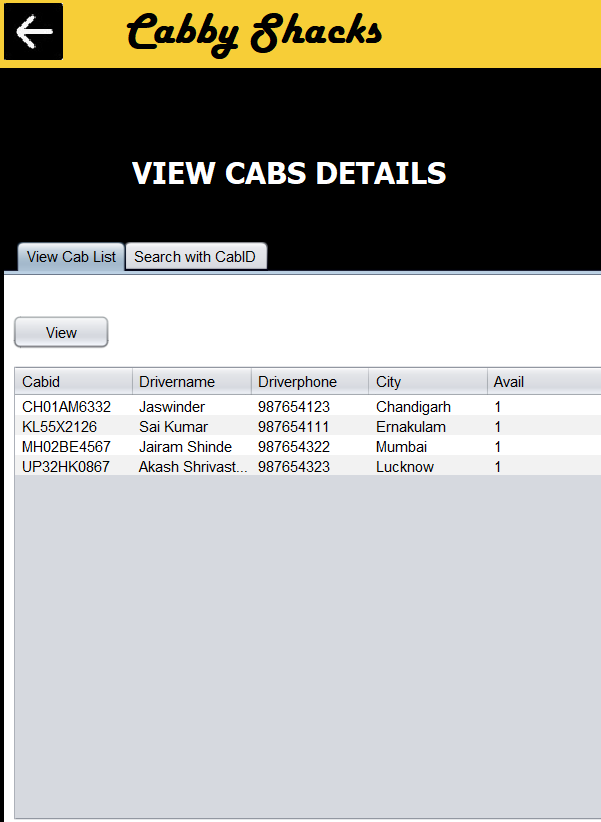 Cabby Shacks
VIEW CABS DETAILS
View Cab List Search with CabID
View
Cabid Drivername Driverphone City Avail
CH01AM6332 Jaswinder 987654123 Chandigarh 1
KL55X2126 Sai Kumar 987654111 Ernakulam 1
MH02BE4567 Jairam Shinde 987654322 Mumbai 1
UP32HK0867 Akash Shrivast... 987654323 Lucknow 1